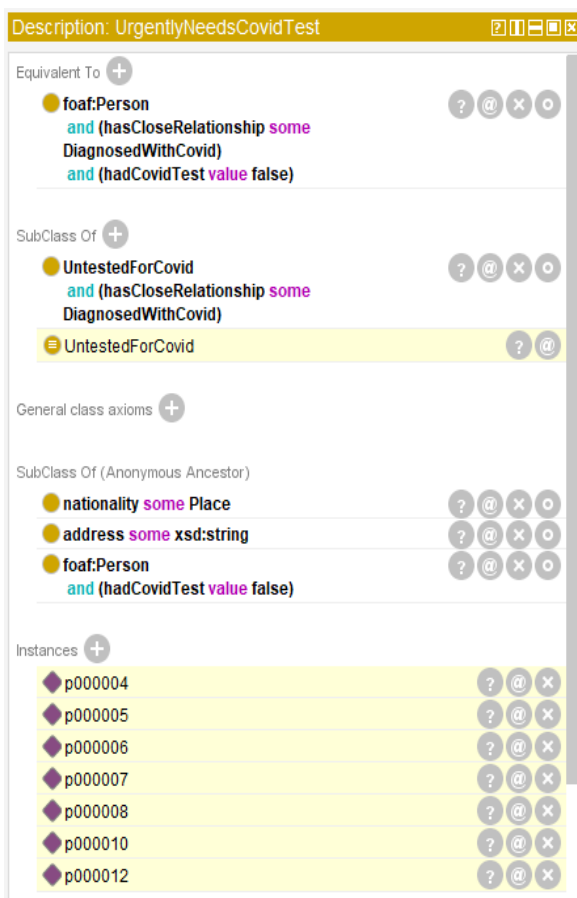 Description: UrgentlyNeedsCovidTest
Equivalent To
foaf:Person
and (hasCloseRelationship some
DiagnosedWithCovid)
and (hadCovidTest value false)
SubClass Of
UntestedForCovid
and (hasCloseRelationship some
DiagnosedWithCovid)
UntestedForCovid
General class axioms
SubClass Of (Anonymous Ancestor)
nationality some Place
address some xsd:string
foaf:Person
and (hadCovidTest value false)
Instances
p000004
p000005
p000006
p000007
p000008
p000010
p000012